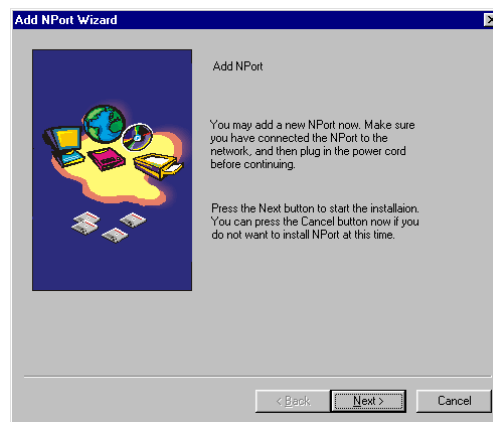 Add NPort Wizard
Add NPort
You may add a new NPort now. Make sure
you have connected the NPort to the
network, and then plug in the power cord
before continuing.
Press the Next button to start the installaion.
You can press the Cancel button now if you
do not want to install NPort at this time.
< Back
Next >
Cancel